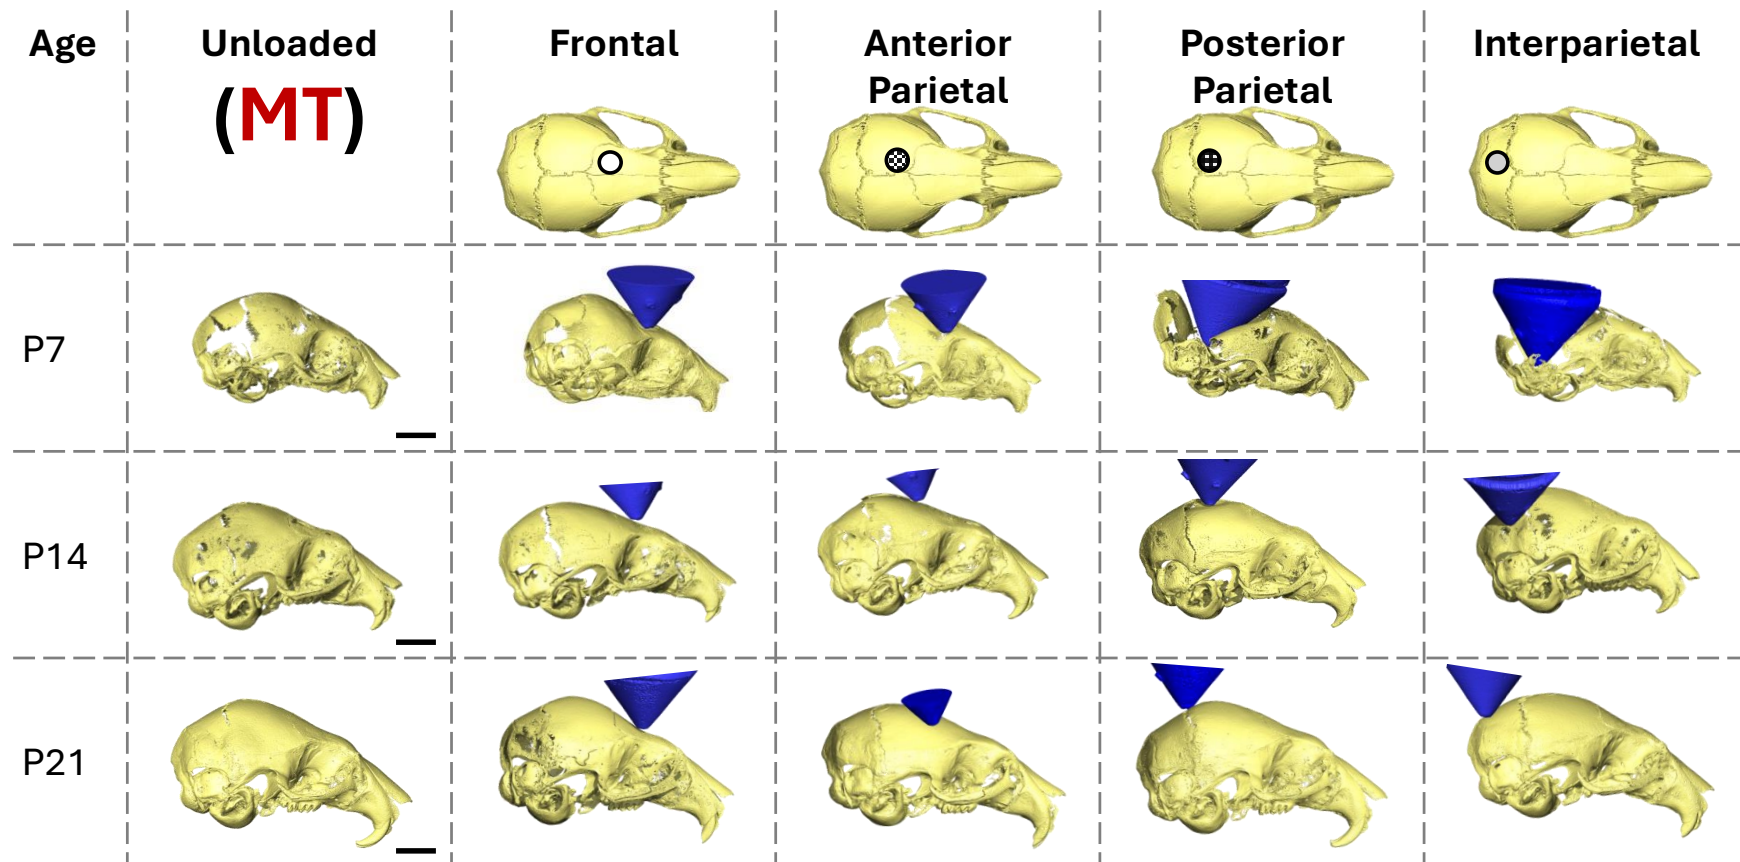 Age
Unloaded
(MT)
Frontal
Anterior
Parietal
Posterior
Parietal
Interparietal
P7
P14
P21